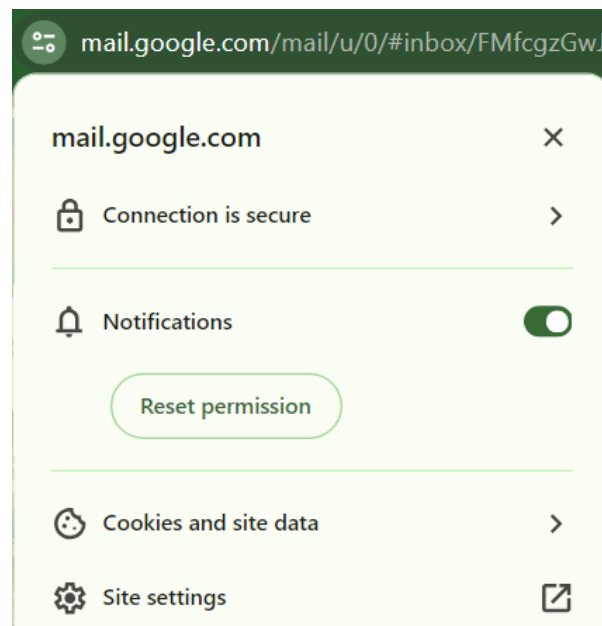 mail.google.com/mail/u/0/#inbox/FMfcgzGwJ
mail.google.com
Connection is secure
Notifications
Reset permission
Cookies and site data
Site settings